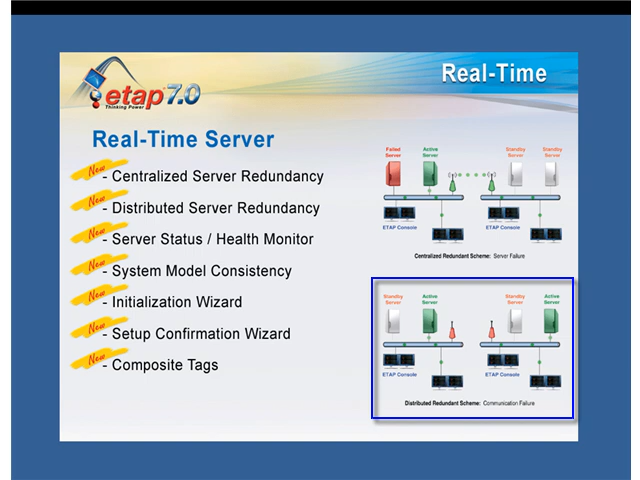 Real-Time
etap 7.0
Thinking Power
Real-Time Server
New - Centralized Server Redundancy
New - Distributed Server Redundancy
New - Server Status / Health Monitor
New - System Model Consistency
New - Initialization Wizard
New - Setup Confirmation Wizard
New - Composite Tags
Failed Server
Active Server
Standby Server
Standby Server
ETAP Console
ETAP Console
Centralized Redundant Scheme: Server Failure
Standby Server
Active Server
Standby Server
Active Server
ETAP Console
ETAP Console
Distributed Redundant Scheme: Communication Failure